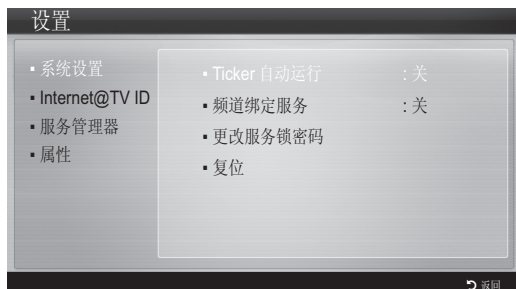 设置
▪ 系统设置
▪ Internet@TV ID
▪ 服务管理器
▪ 属性
▪ Ticker 自动运行 : 关
▪ 频道绑定服务 : 关
▪ 更改服务锁密码
▪ 复位
返回